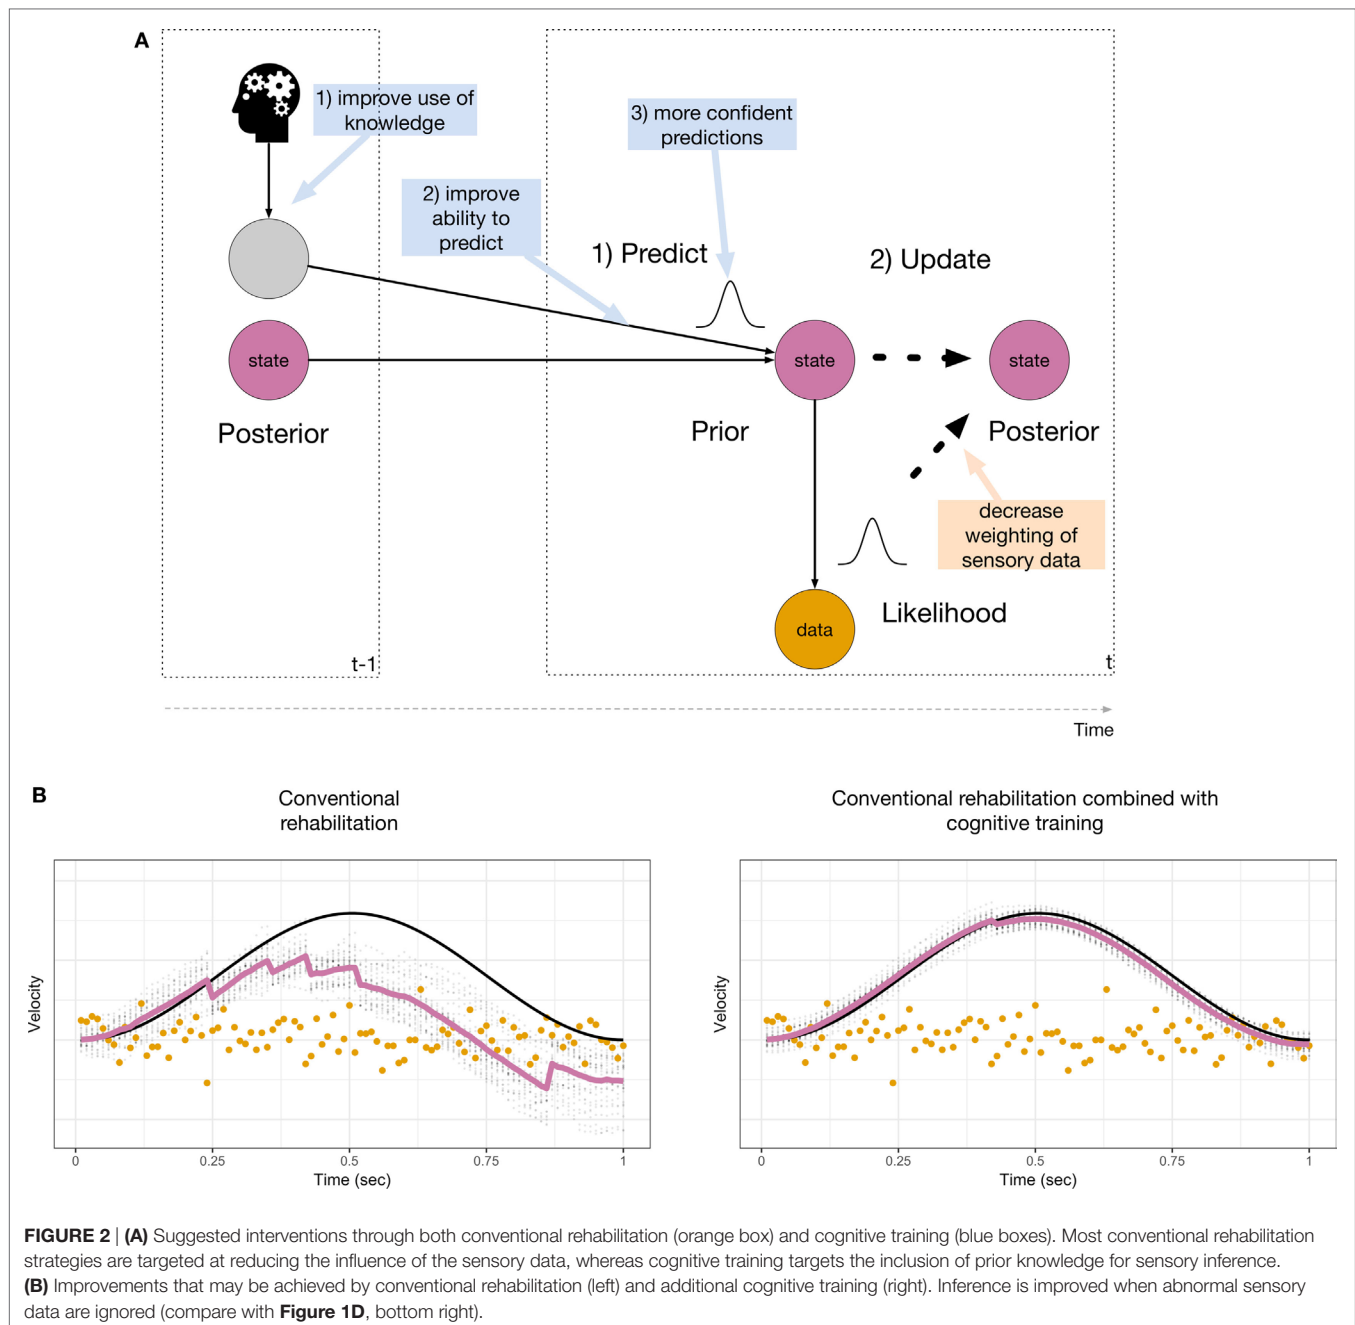 A
1) improve use of
knowledge
3) more confident
predictions
2) improve
ability to
predict
1) Predict
2) Update
state
state
state
Posterior
Prior
Posterior
decrease
weighting of
sensory data
Likelihood
data
t-1
t
Time
B
Conventional
rehabilitation
Conventional rehabilitation combined with
cognitive training
Velocity
0
0.25
0.5
0.75
1
Time (sec)
Velocity
0
0.25
0.5
0.75
1
Time (sec)
FIGURE 2 | (A) Suggested interventions through both conventional rehabilitation (orange box) and cognitive training (blue boxes). Most conventional rehabilitation
strategies are targeted at reducing the influence of the sensory data, whereas cognitive training targets the inclusion of prior knowledge for sensory inference.
(B) Improvements that may be achieved by conventional rehabilitation (left) and additional cognitive training (right). Inference is improved when abnormal sensory
data are ignored (compare with Figure 1D, bottom right).